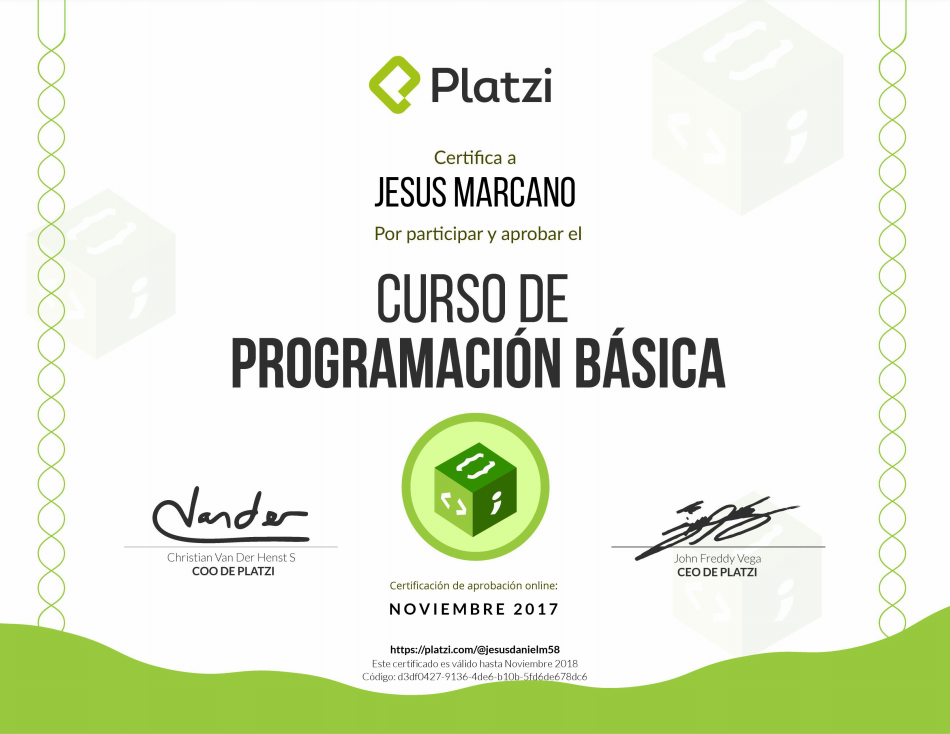 Platzi
Certifica a
JESUS MARCANO
Por participar y aprobar el
CURSO DE
PROGRAMACIÓN BÁSICA
Christian Van Der Henst S
COO DE PLATZI
John Freddy Vega
CEO DE PLATZI
Certificación de aprobación online:
NOVIEMBRE 2017
https://platzi.com/@jesusdanielm58
Este certificado es válido hasta Noviembre 2018
Código: d3df0427-9136-4de6-b10b-5fd6de678dc6